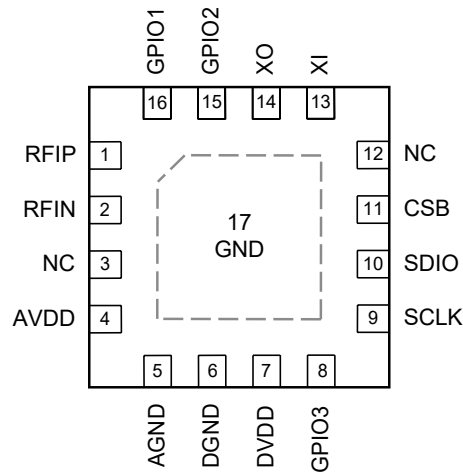 GPIO1
GPIO2
XO
XI
16
15
14
13
RFIP
1
12
NC
RFIN
2
11
CSB
NC
3
10
SDIO
AVDD
4
9
SCLK
17
GND
5
6
7
8
AGND
DGND
DVDD
GPIO3